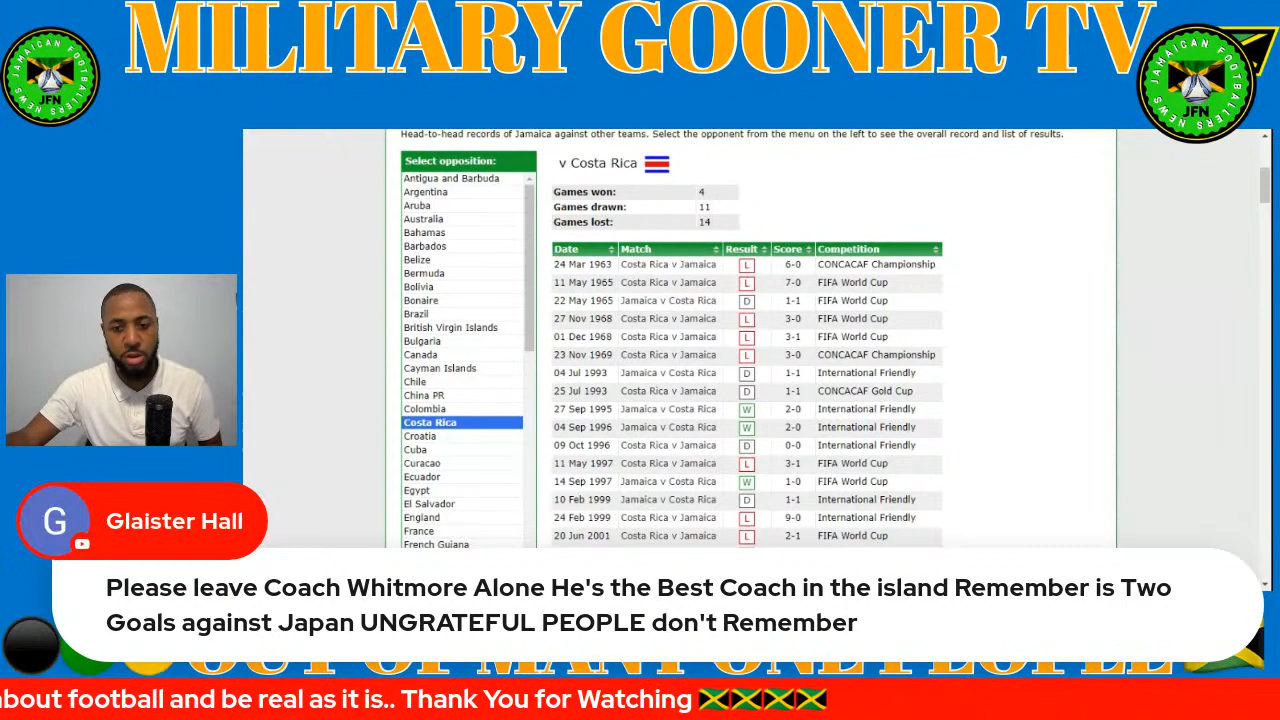 MILITARY GOONER TV
JAMAICAN FOOTBALLERS NEWS
JFN
JAMAICAN FOOTBALLERS NEWS
JFN
Head-to-head records of Jamaica against other teams. Select the opponent from the menu on the left to see the overall record and list of results.
Select opposition:
Antigua and Barbuda
Argentina
Aruba
Australia
Bahamas
Barbados
Belize
Bermuda
Bolivia
Bonaire
Brazil
British Virgin Islands
Bulgaria
Canada
Cayman Islands
Chile
China PR
Colombia
Costa Rica
Croatia
Cuba
Curacao
Ecuador
Egypt
El Salvador
England
France
French Guiana
v Costa Rica
Games won: 4
Games drawn: 11
Games lost: 14
Date Match Result Score Competition
24 Mar 1963 Costa Rica v Jamaica L 6-0 CONCACAF Championship
11 May 1965 Costa Rica v Jamaica L 7-0 FIFA World Cup
22 May 1965 Jamaica v Costa Rica D 1-1 FIFA World Cup
27 Nov 1968 Costa Rica v Jamaica L 3-0 FIFA World Cup
01 Dec 1968 Costa Rica v Jamaica L 3-1 FIFA World Cup
23 Nov 1969 Costa Rica v Jamaica L 3-0 CONCACAF Championship
04 Jul 1993 Costa Rica v Jamaica D 1-1 International Friendly
25 Jul 1993 Costa Rica v Jamaica D 1-1 CONCACAF Gold Cup
27 Sep 1995 Jamaica v Costa Rica W 2-0 International Friendly
04 Sep 1996 Costa Rica v Jamaica W 2-0 International Friendly
09 Oct 1996 Costa Rica v Jamaica D 0-0 International Friendly
11 May 1997 Costa Rica v Jamaica L 3-1 FIFA World Cup
14 Sep 1997 Jamaica v Costa Rica W 1-0 FIFA World Cup
10 Feb 1999 Jamaica v Costa Rica D 1-1 International Friendly
24 Feb 1999 Costa Rica v Jamaica L 9-0 International Friendly
20 Jun 2001 Costa Rica v Jamaica L 2-1 FIFA World Cup
G
Glaister Hall
Please leave Coach Whitmore Alone He's the Best Coach in the island Remember is Two
Goals against Japan UNGRATEFUL PEOPLE don't Remember
OUT OF MANY ONE PEOPLE
about football and be real as it is.. Thank You for Watching